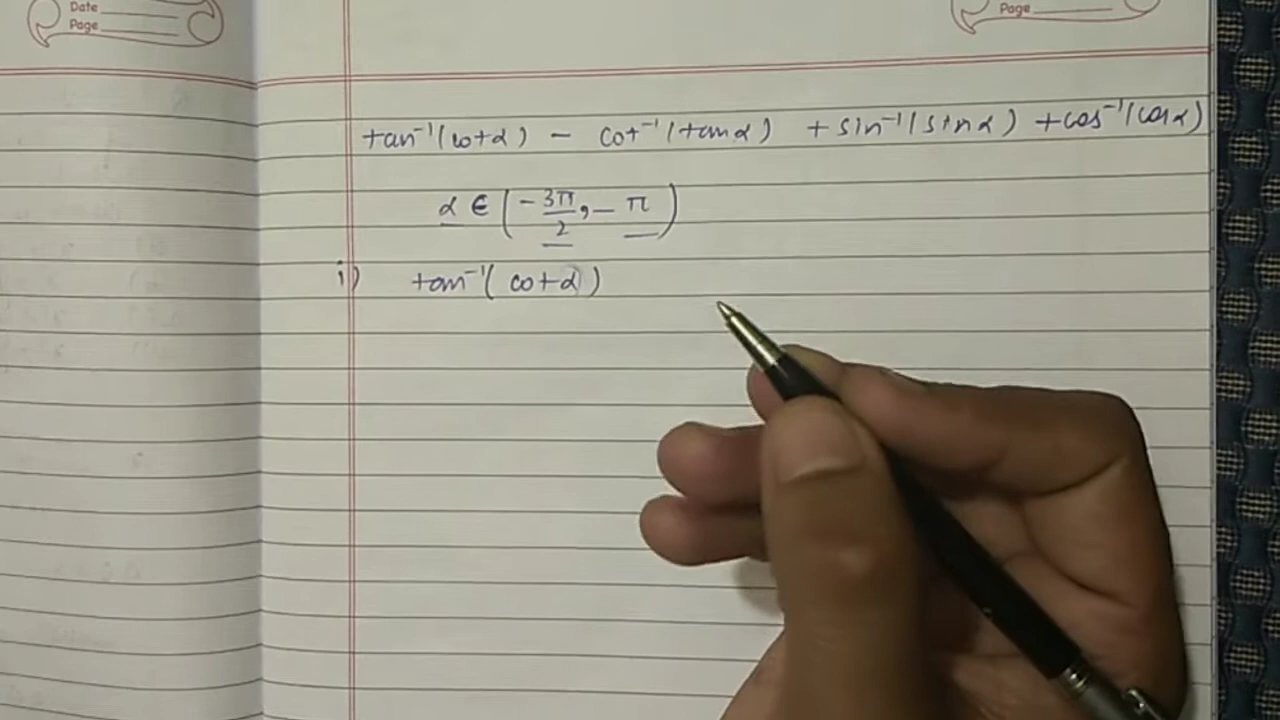 Date
Page
Page
tan⁻¹(cotα) − cot⁻¹(tanα) + sin⁻¹(sinα) + cos⁻¹(cosα)
α ∈ (−3π/2, −π)
i) tan⁻¹(cotα)